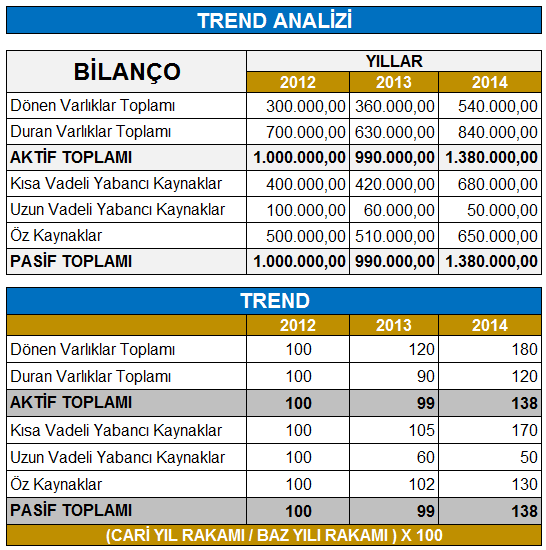 TREND ANALİZİ
BİLANÇO YILLAR
2012 2013 2014
Dönen Varlıklar Toplamı 300.000,00 360.000,00 540.000,00
Duran Varlıklar Toplamı 700.000,00 630.000,00 840.000,00
AKTİF TOPLAMI 1.000.000,00 990.000,00 1.380.000,00
Kısa Vadeli Yabancı Kaynaklar 400.000,00 420.000,00 680.000,00
Uzun Vadeli Yabancı Kaynaklar 100.000,00 60.000,00 50.000,00
Öz Kaynaklar 500.000,00 510.000,00 650.000,00
PASİF TOPLAMI 1.000.000,00 990.000,00 1.380.000,00
TREND
2012 2013 2014
Dönen Varlıklar Toplamı 100 120 180
Duran Varlıklar Toplamı 100 90 120
AKTİF TOPLAMI 100 99 138
Kısa Vadeli Yabancı Kaynaklar 100 105 170
Uzun Vadeli Yabancı Kaynaklar 100 60 50
Öz Kaynaklar 100 102 130
PASİF TOPLAMI 100 99 138
(CARİ YIL RAKAMI / BAZ YILI RAKAMI ) X 100